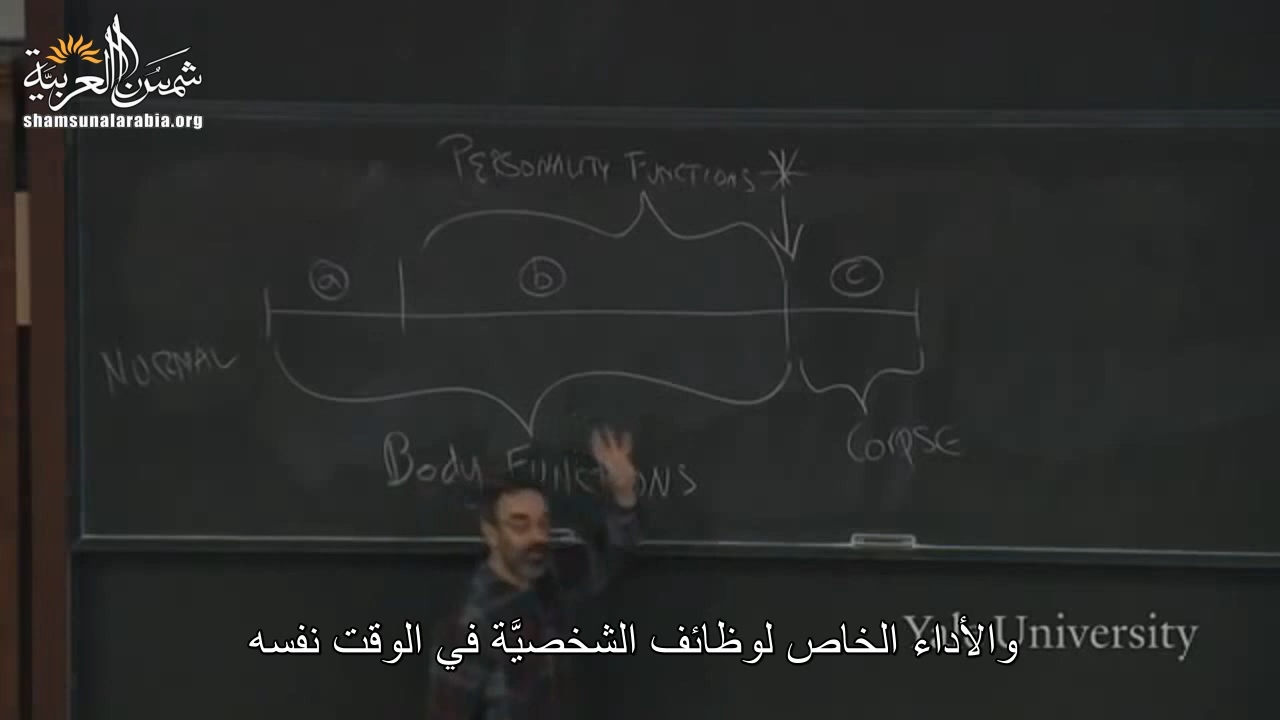 شمس العربية
shamsunalarabia.org
PERSONALITY FUNCTIONS *
a b c
NORMAL
BODY FUNCTIONS
CORPSE
Yale University
والأداء الخاص لوظائف الشخصيَّة في الوقت نفسه